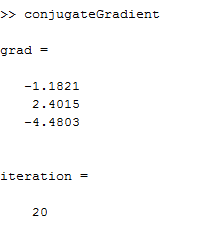 >> conjugateGradient
grad =
-1.1821
2.4015
-4.4803
iteration =
20